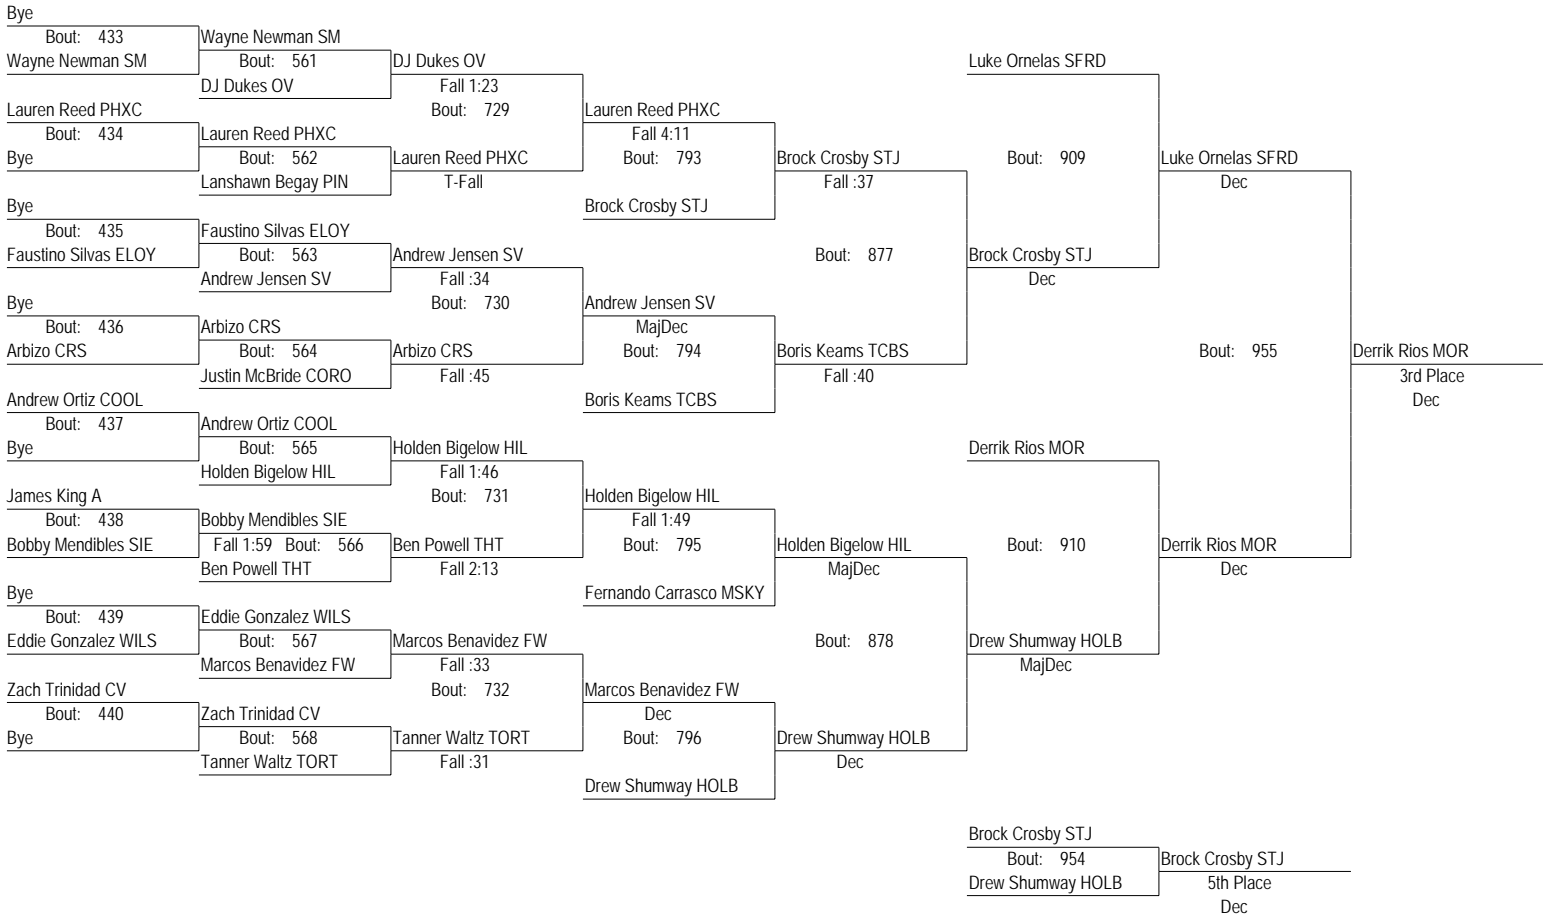 Bye
Bout: 433
Wayne Newman SM
Wayne Newman SM
Bout: 561
DJ Dukes OV
DJ Dukes OV
Fall 1:23
Bout: 729
Lauren Reed PHXC
Bout: 434
Bye
Lauren Reed PHXC
Bout: 562
Lanshawn Begay PIN
Lauren Reed PHXC
T-Fall
Lauren Reed PHXC
Fall 4:11
Bout: 793
Brock Crosby STJ
Brock Crosby STJ
Fall :37
Bye
Bout: 435
Faustino Silvas ELOY
Faustino Silvas ELOY
Bout: 563
Andrew Jensen SV
Andrew Jensen SV
Fall :34
Bout: 730
Bye
Bout: 436
Arbizo CRS
Arbizo CRS
Bout: 564
Justin McBride CORO
Arbizo CRS
Fall :45
Andrew Jensen SV
MajDec
Bout: 794
Boris Keams TCBS
Boris Keams TCBS
Fall :40
Bout: 877
Luke Ornelas SFRD
Bout: 909
Brock Crosby STJ
Dec
Luke Ornelas SFRD
Dec
Andrew Ortiz COOL
Bout: 437
Bye
Andrew Ortiz COOL
Bout: 565
Holden Bigelow HIL
Holden Bigelow HIL
Fall 1:46
Bout: 731
James King A
Bout: 438
Bobby Mendibles SIE
Bobby Mendibles SIE
Fall 1:59 Bout: 566
Ben Powell THT
Ben Powell THT
Fall 2:13
Holden Bigelow HIL
Fall 1:49
Bout: 795
Fernando Carrasco MSKY
Holden Bigelow HIL
MajDec
Bye
Bout: 439
Eddie Gonzalez WILS
Eddie Gonzalez WILS
Bout: 567
Marcos Benavidez FW
Marcos Benavidez FW
Fall :33
Bout: 732
Zach Trinidad CV
Bout: 440
Bye
Zach Trinidad CV
Bout: 568
Tanner Waltz TORT
Tanner Waltz TORT
Fall :31
Marcos Benavidez FW
Dec
Bout: 796
Drew Shumway HOLB
Drew Shumway HOLB
Dec
Bout: 878
Derrik Rios MOR
Bout: 910
Drew Shumway HOLB
MajDec
Derrik Rios MOR
Dec
Bout: 955
Derrik Rios MOR
3rd Place
Dec
Brock Crosby STJ
Bout: 954
Drew Shumway HOLB
Brock Crosby STJ
5th Place
Dec